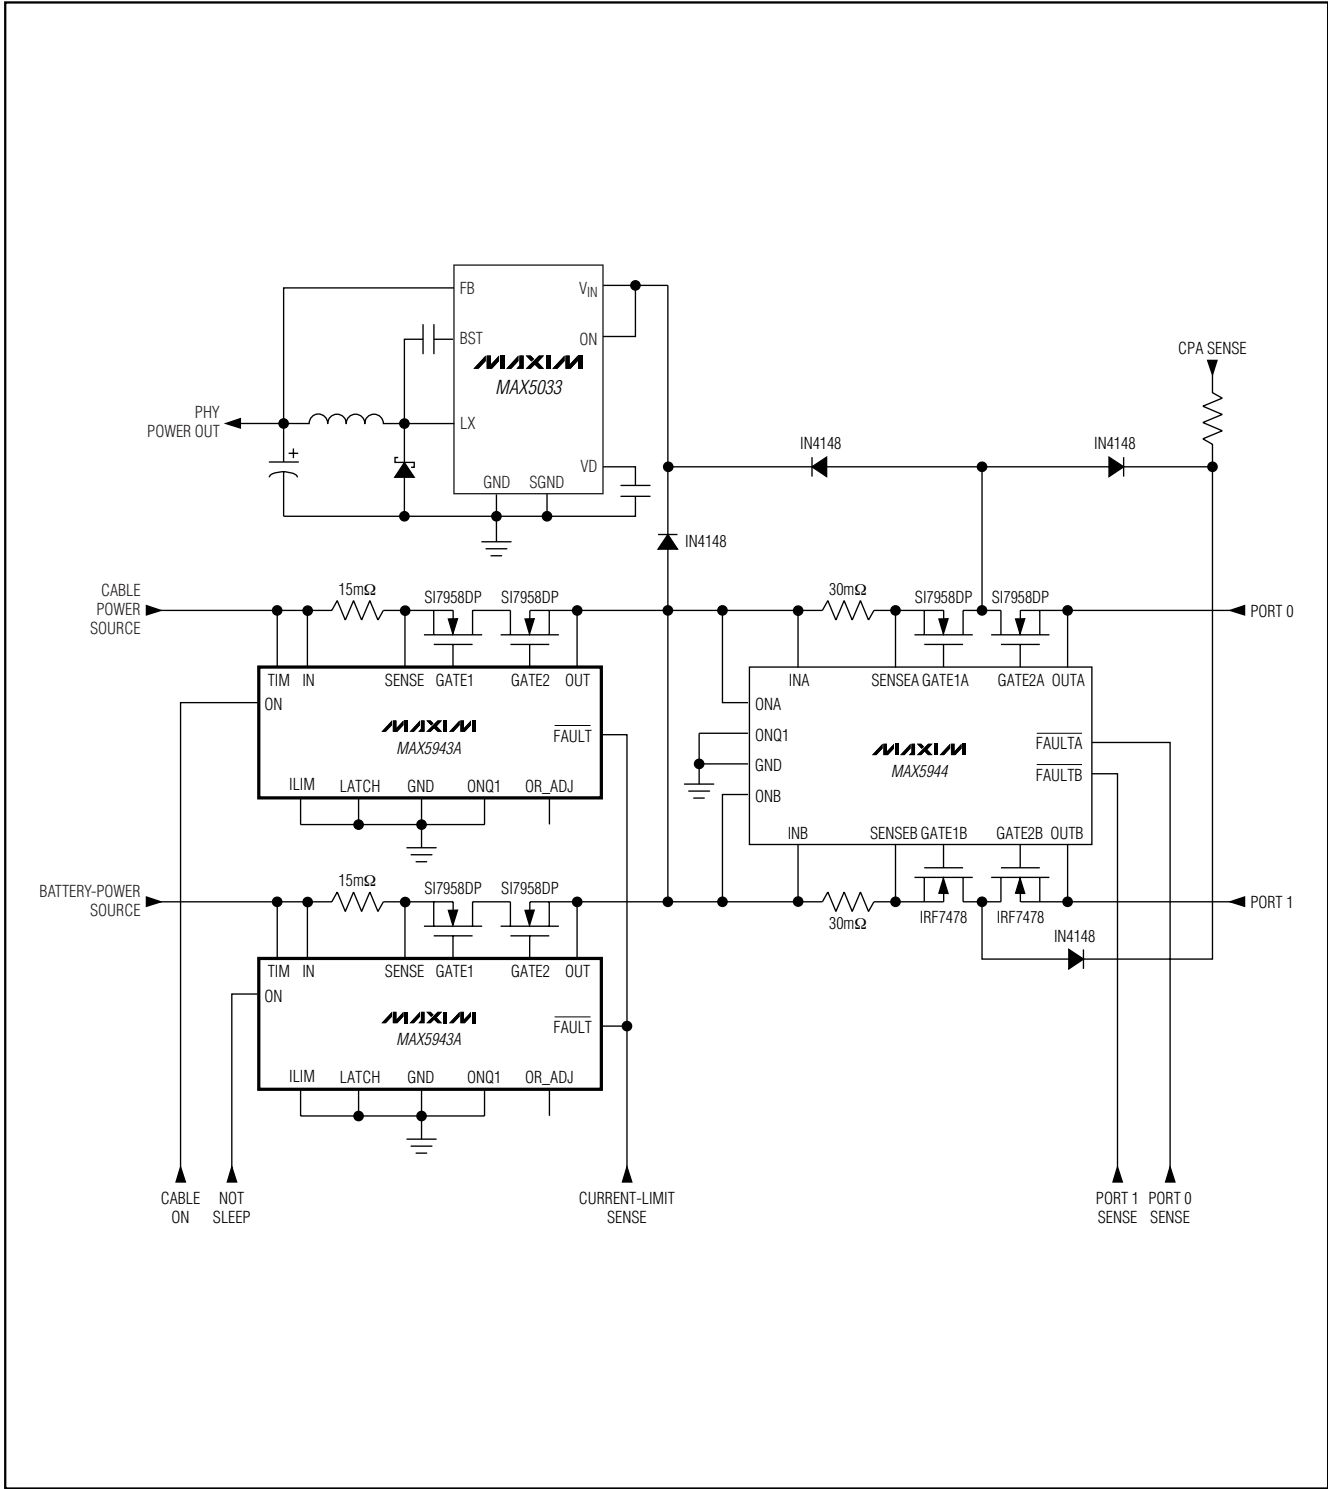 FB
VIN
BST
ON
MAXIM
MAX5033
CPA SENSE
PHY
POWER OUT
LX
+
IN4148
IN4148
VD
GND
SGND
IN4148
CABLE
POWER
SOURCE
15mΩ
SI7958DP
SI7958DP
30mΩ
SI7958DP
SI7958DP
PORT 0
TIM
IN
SENSE
GATE1
GATE2
OUT
ON
MAXIM
MAX5943A
FAULT
ILIM
LATCH
GND
ONQ1
OR_ADJ
INA
SENSEA
GATE1A
GATE2A
OUTA
ONA
ONQ1
GND
ONB
MAXIM
MAX5944
FAULTA
FAULTB
INB
SENSEB
GATE1B
GATE2B
OUTB
BATTERY-POWER
SOURCE
15mΩ
SI7958DP
SI7958DP
30mΩ
IRF7478
IRF7478
PORT 1
IN4148
TIM
IN
SENSE
GATE1
GATE2
OUT
ON
MAXIM
MAX5943A
FAULT
ILIM
LATCH
GND
ONQ1
OR_ADJ
CABLE
ON
NOT
SLEEP
CURRENT-LIMIT
SENSE
PORT 1
SENSE
PORT 0
SENSE